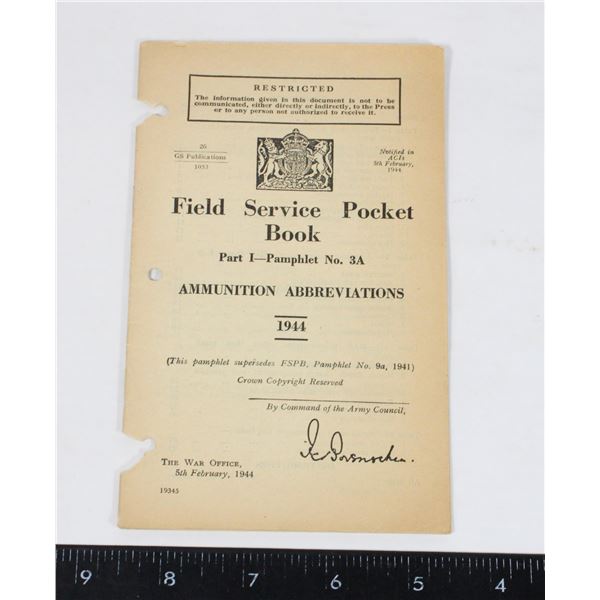 RESTRICTED
The information given in this document is not to be
communicated, either directly or indirectly, to the Press
or to any person not authorized to receive it.
26
GS Publications
1053
Notified in
ACIs
5th February,
1944
Field Service Pocket
Book
Part I—Pamphlet No. 3A
AMMUNITION ABBREVIATIONS
1944
(This pamphlet supersedes FSPB, Pamphlet No. 9a, 1941)
Crown Copyright Reserved
By Command of the Army Council,
THE WAR OFFICE,
5th February, 1944
19345
9 8 7 6 5 4